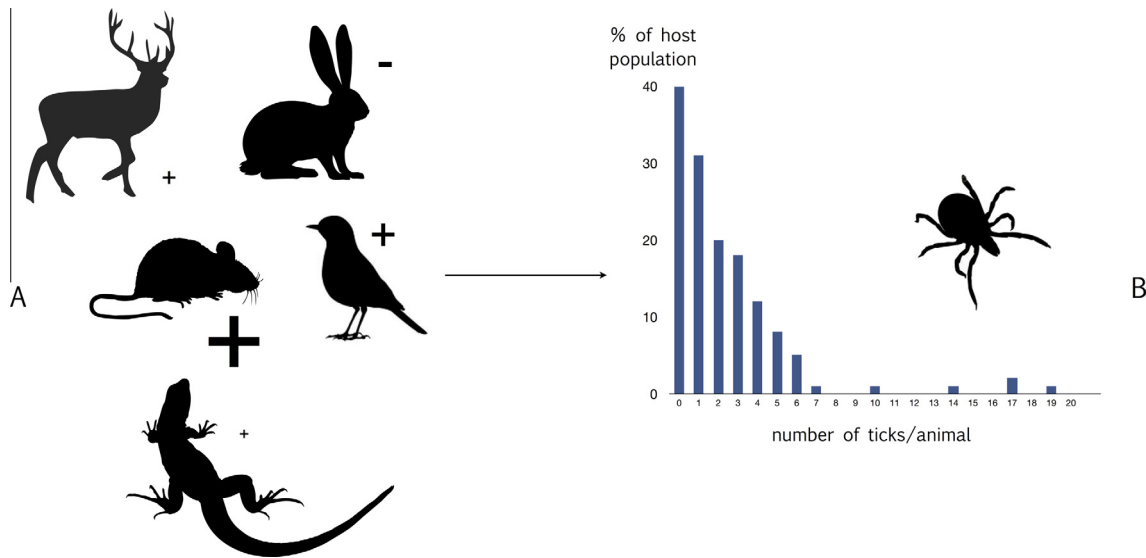 -
+
+
+
+
A
% of host
population
40
30
20
10
0
0 1 2 3 4 5 6 7 8 9 10 11 12 13 14 15 16 17 18 19 20
number of ticks/animal
B